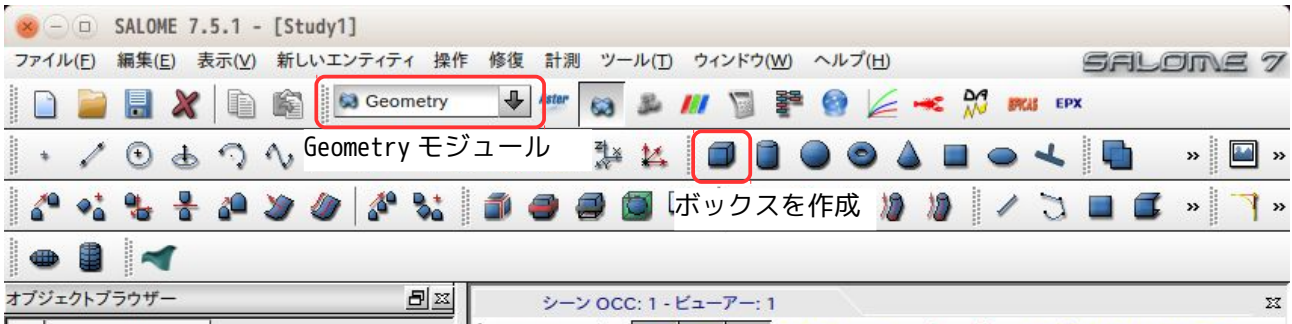 SALOME 7.5.1 - [Study1]
ファイル(F) 編集(E) 表示(V) 新しいエンティティ 操作 修復 計測 ツール(T) ウィンドウ(W) ヘルプ(H) SALOME 7
Geometry Aster EFICAS EPX
Geometry モジュール
ボックスを作成
オブジェクトブラウザー
シーン OCC: 1 - ビューアー: 1